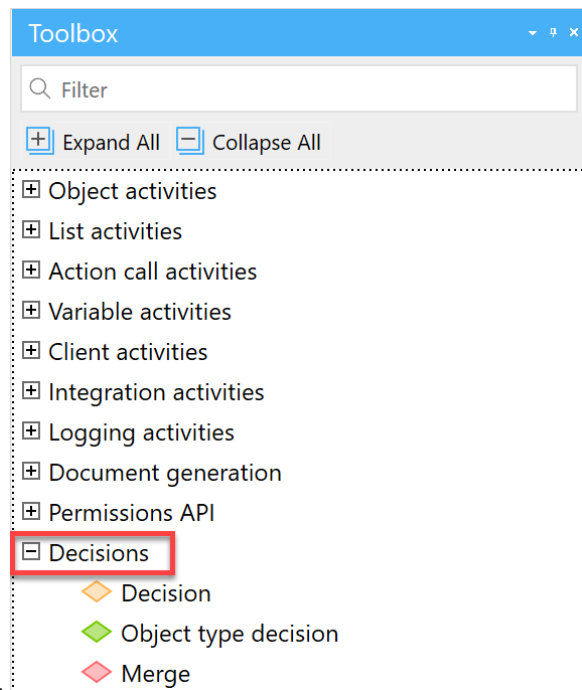 Toolbox
Filter
Expand All Collapse All
Object activities
List activities
Action call activities
Variable activities
Client activities
Integration activities
Logging activities
Document generation
Permissions API
Decisions
Decision
Object type decision
Merge